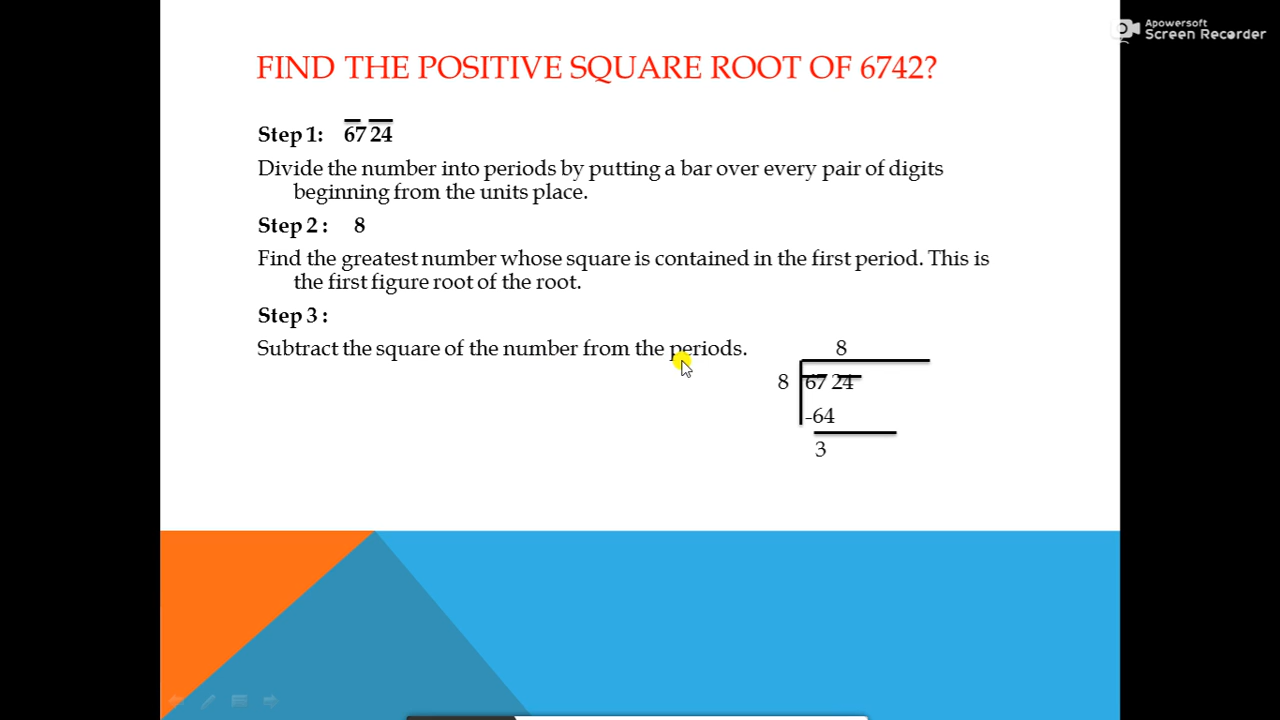 Apowersoft
Screen Recorder
FIND THE POSITIVE SQUARE ROOT OF 6742?
Step 1: 67 24
Divide the number into periods by putting a bar over every pair of digits
beginning from the units place.
Step 2 : 8
Find the greatest number whose square is contained in the first period. This is
the first figure root of the root.
Step 3 :
Subtract the square of the number from the periods.
8
8 67 24
-64
3